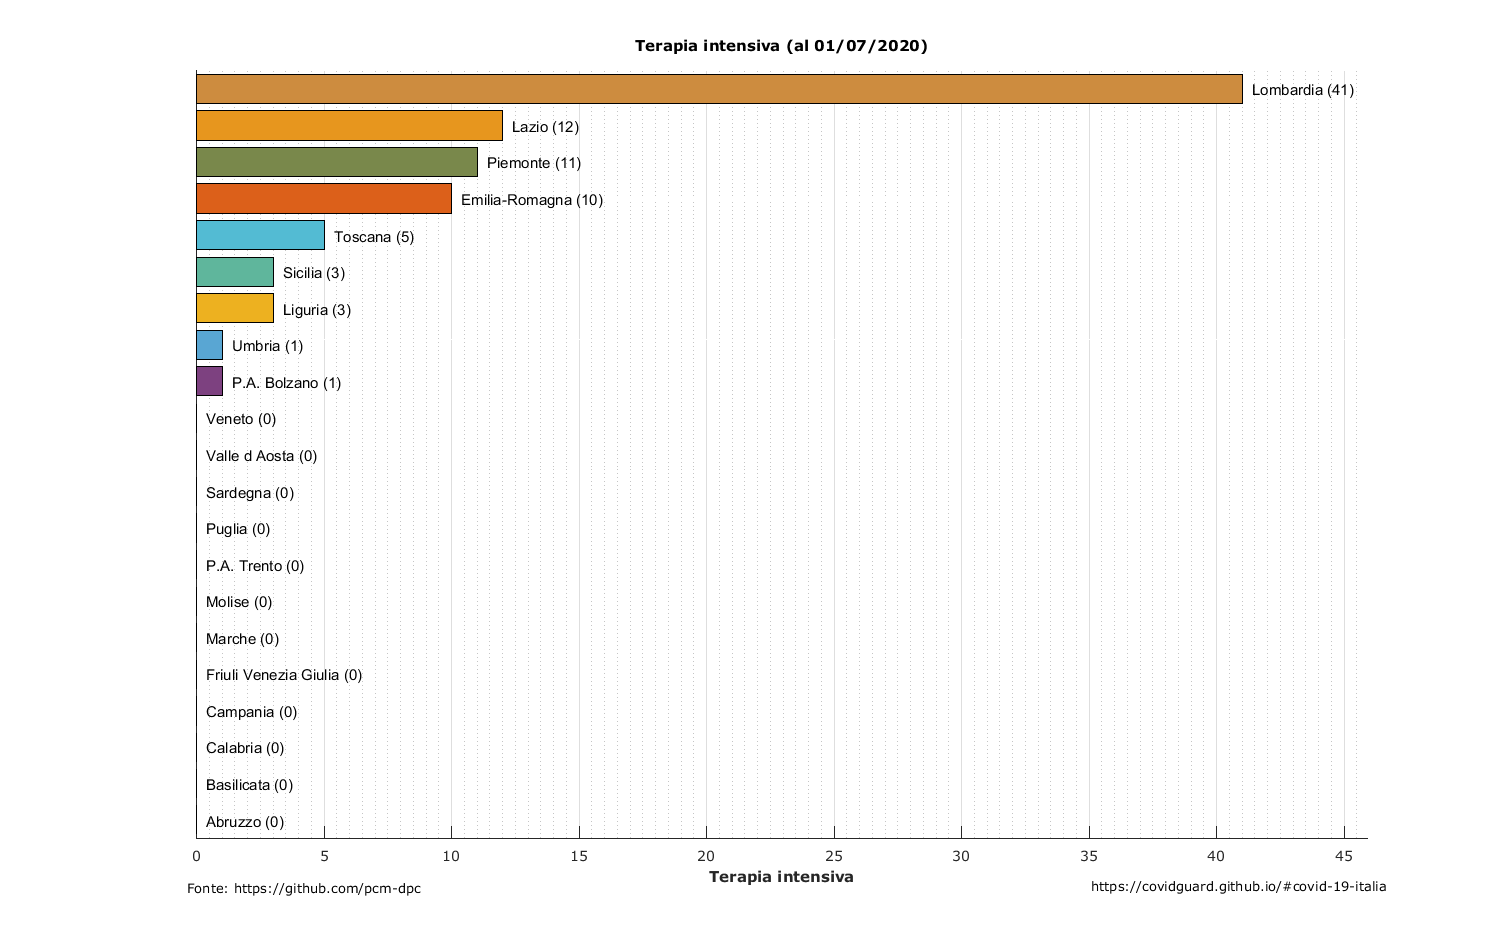 Terapia intensiva (al 01/07/2020)
Lombardia (41)
Lazio (12)
Piemonte (11)
Emilia-Romagna (10)
Toscana (5)
Sicilia (3)
Liguria (3)
Umbria (1)
P.A. Bolzano (1)
Veneto (0)
Valle d Aosta (0)
Sardegna (0)
Puglia (0)
P.A. Trento (0)
Molise (0)
Marche (0)
Friuli Venezia Giulia (0)
Campania (0)
Calabria (0)
Basilicata (0)
Abruzzo (0)
0 5 10 15 20 25 30 35 40 45
Terapia intensiva
Fonte: https://github.com/pcm-dpc
https://covidguard.github.io/#covid-19-italia